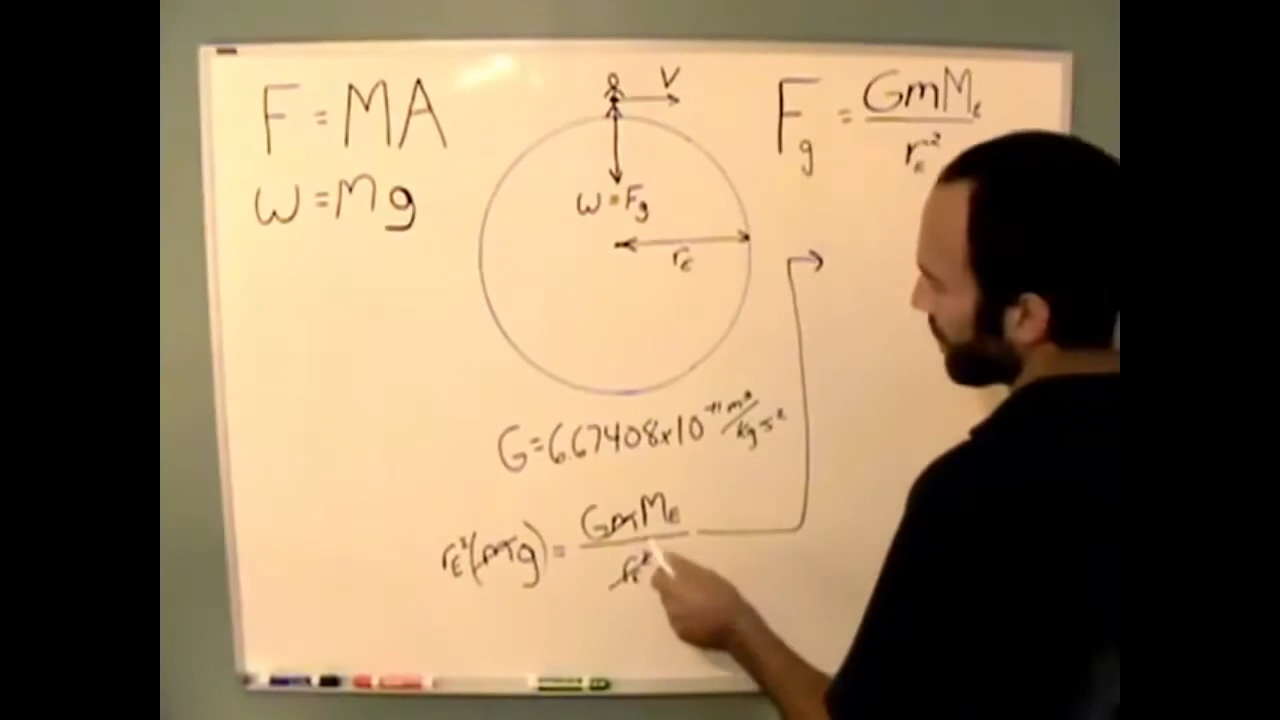 F = MA
W = Mg
V
W = Fg
rE
Fg = GmME / rE²
G = 6.67408 x 10⁻¹¹ m³/kg s²
rE²(mg) = GmME / rE²